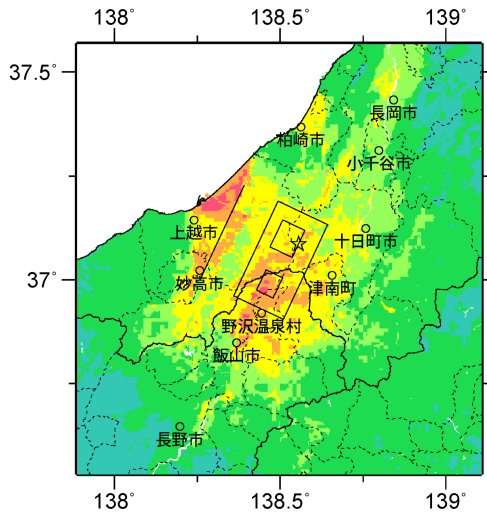 138° 138.5° 139°
37.5°
長岡市
柏崎市
小千谷市
上越市
十日町市
37°
妙高市
津南町
野沢温泉村
飯山市
長野市
138° 138.5° 139°